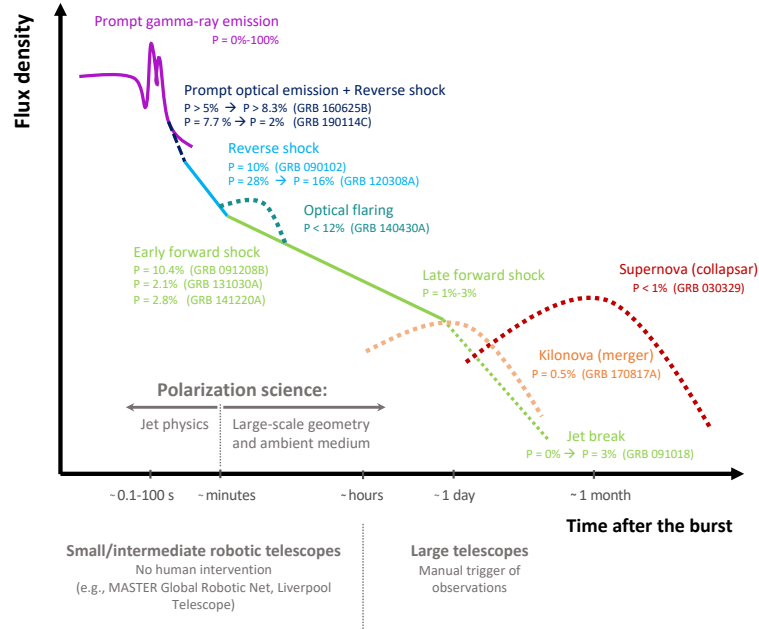 Prompt gamma-ray emission
P = 0%-100%
Flux density
Prompt optical emission + Reverse shock
P > 5% → P > 8.3% (GRB 160625B)
P = 7.7 % → P = 2% (GRB 190114C)
Reverse shock
P = 10% (GRB 090102)
P = 28% → P = 16% (GRB 120308A)
Optical flaring
P < 12% (GRB 140430A)
Early forward shock
P = 10.4% (GRB 091208B)
P = 2.1% (GRB 131030A)
P = 2.8% (GRB 141220A)
Late forward shock
P = 1%-3%
Supernova (collapsar)
P < 1% (GRB 030329)
Kilonova (merger)
P = 0.5% (GRB 170817A)
Jet break
P = 0% → P = 3% (GRB 091018)
Polarization science:
Jet physics
Large-scale geometry
and ambient medium
~0.1-100 s
~minutes
~hours
~1 day
~1 month
Time after the burst
Small/intermediate robotic telescopes
No human intervention
(e.g., MASTER Global Robotic Net, Liverpool
Telescope)
Large telescopes
Manual trigger of
observations